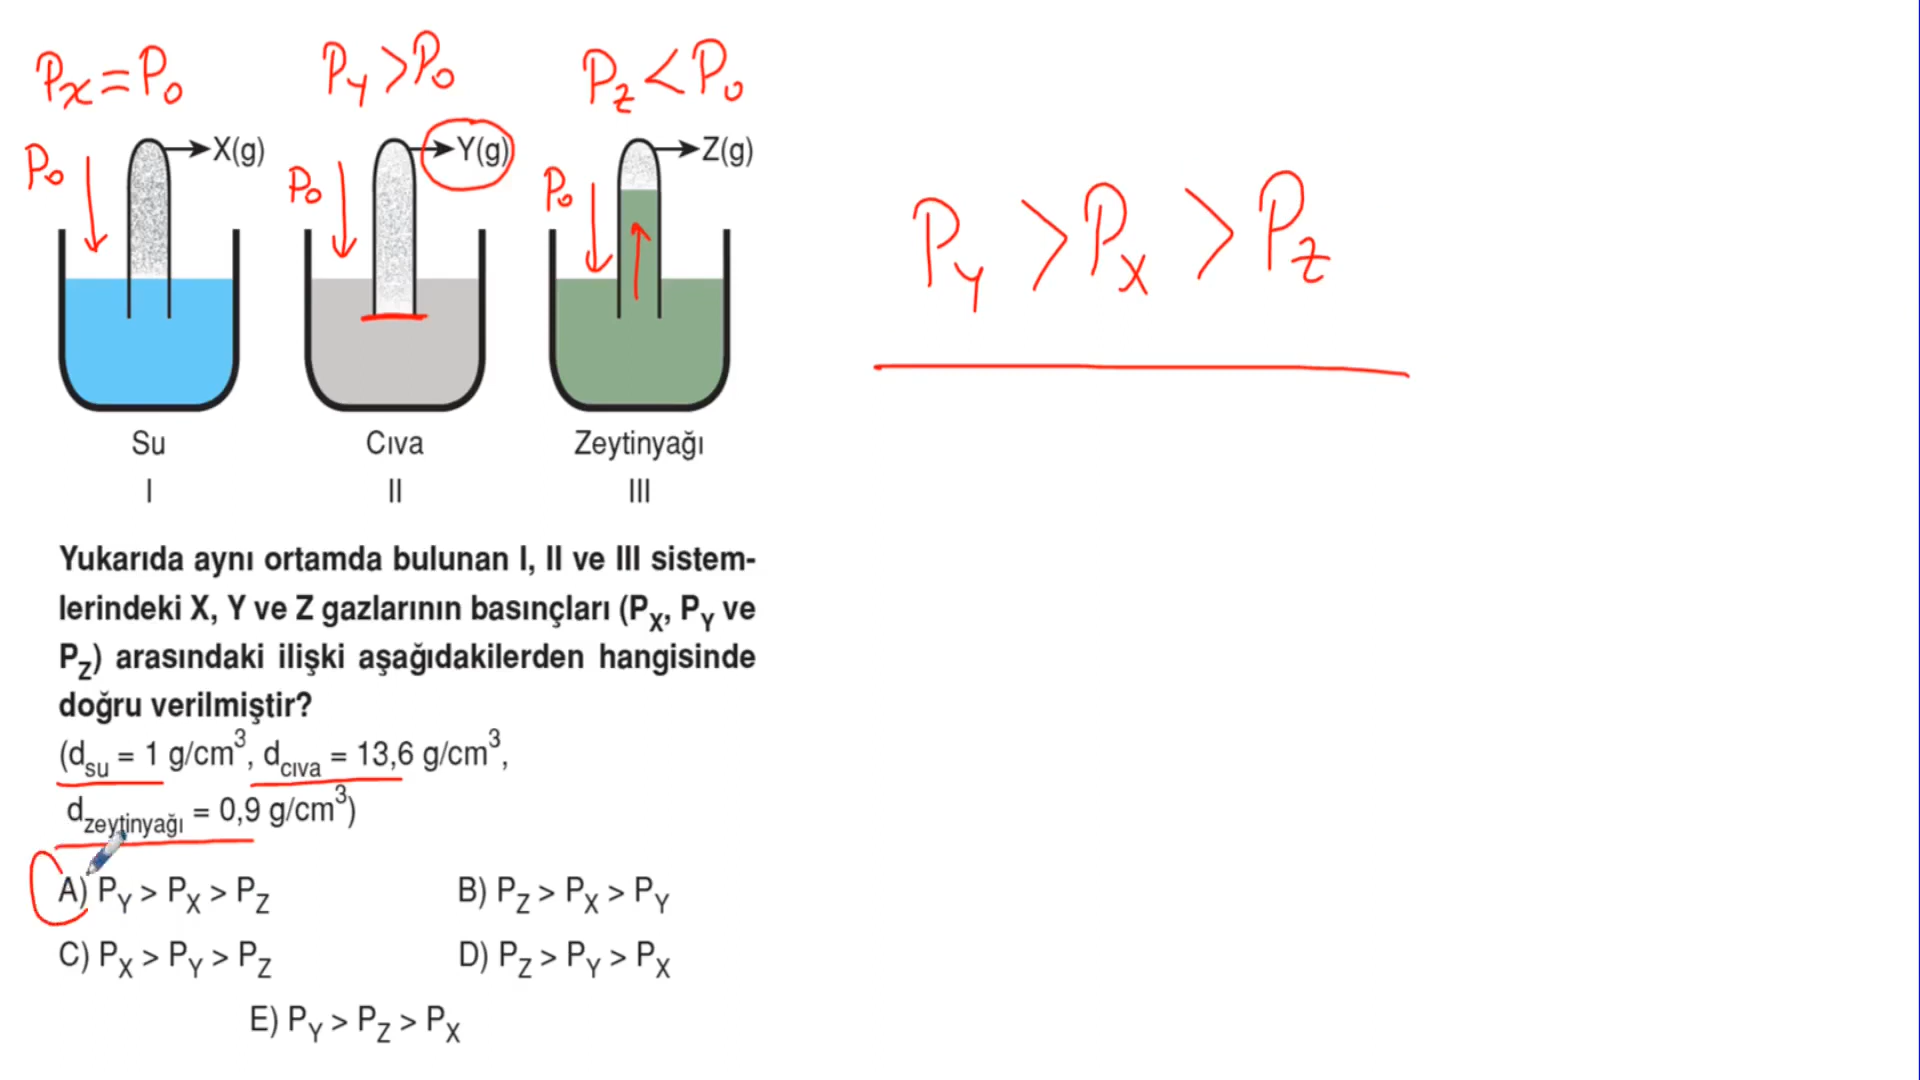 Px = Po
PY > Po
Pz < Po
Po
X(g)
Po
Y(g)
Po
Z(g)
PY > PX > PZ
Su
Cıva
Zeytinyağı
I
II
III
Yukarıda aynı ortamda bulunan I, II ve III sistem-
lerindeki X, Y ve Z gazlarının basınçları (PX, PY ve
PZ) arasındaki ilişki aşağıdakilerden hangisinde
doğru verilmiştir?
(dsu = 1 g/cm³, dcıva = 13,6 g/cm³,
dzeytinyağı = 0,9 g/cm³)
A) PY > PX > PZ
B) PZ > PX > PY
C) PX > PY > PZ
D) PZ > PY > PX
E) PY > PZ > PX